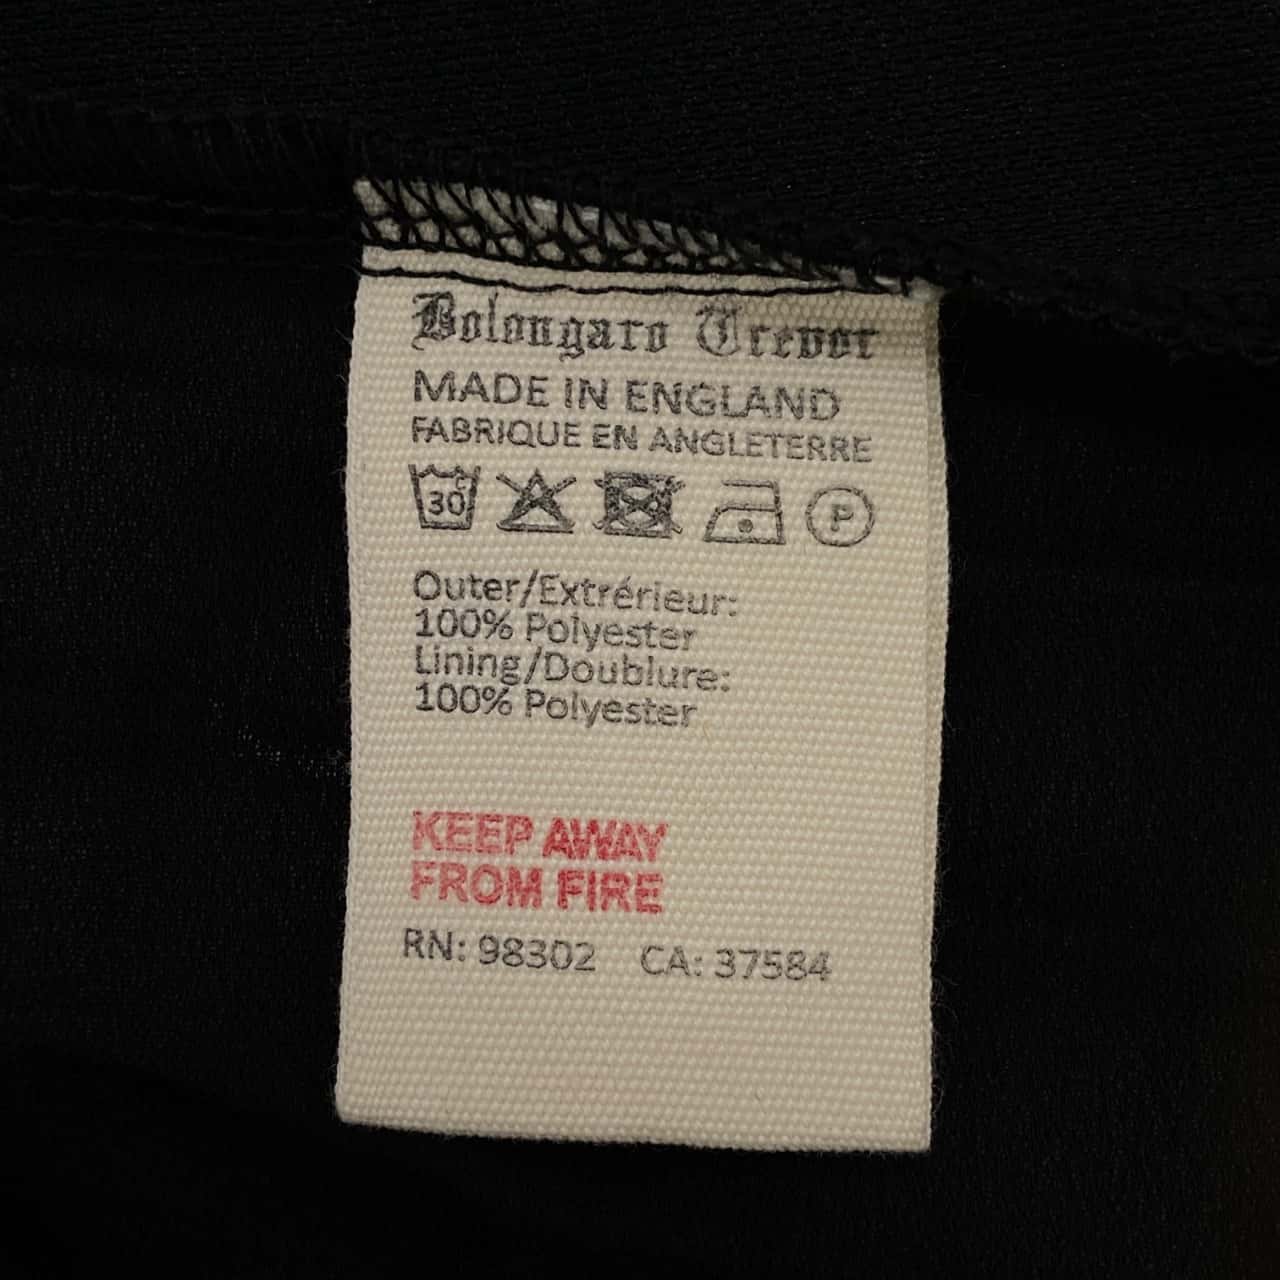 Bolongaro Trevor
MADE IN ENGLAND
FABRIQUE EN ANGLETERRE
30°C P
Outer/Extrérieur:
100% Polyester
Lining/Doublure:
100% Polyester
KEEP AWAY
FROM FIRE
RN: 98302 CA: 37584